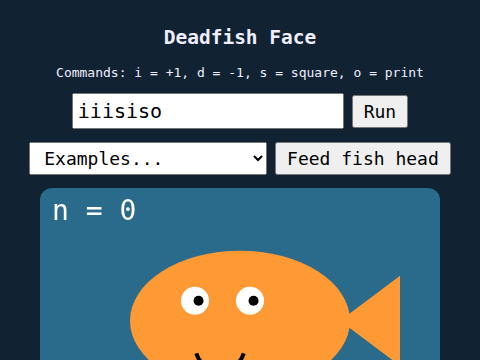 Deadfish Face
Commands: i = +1, d = -1, s = square, o = print
iiisiso Run
Examples... Feed fish head
n = 0